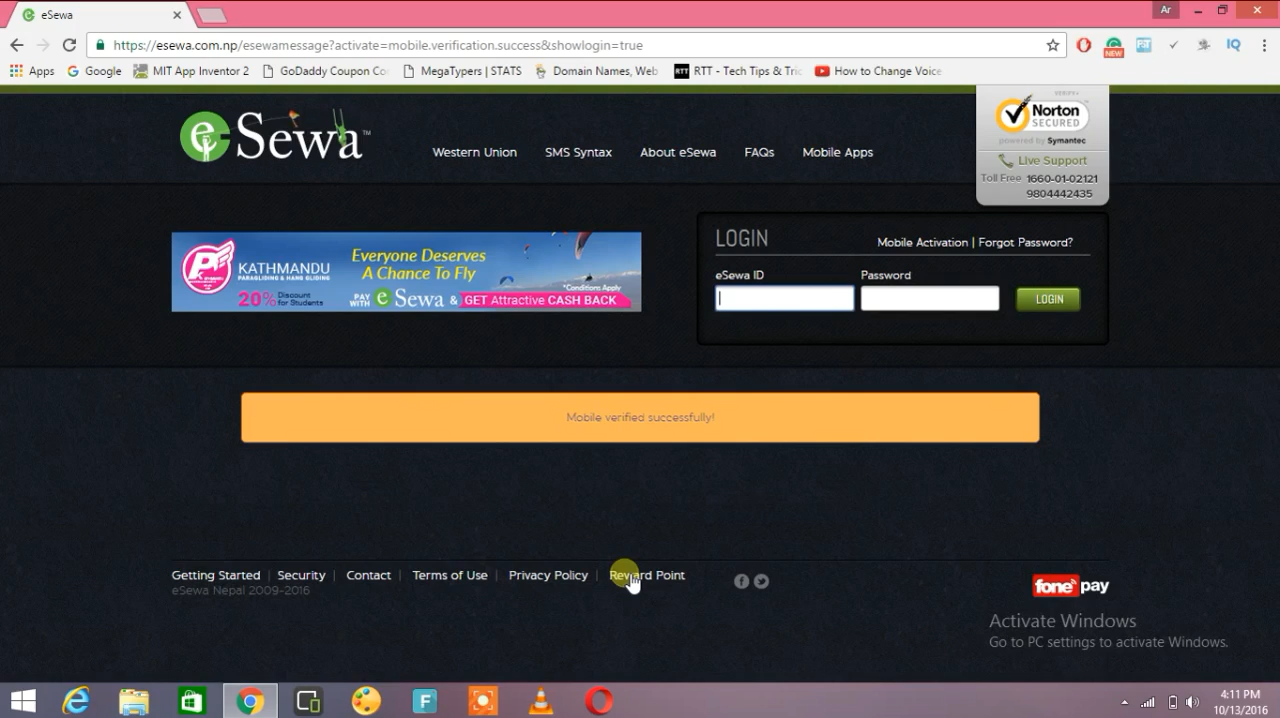 eSewa
Ar
https://esewa.com.np/esewamessage?activate=mobile.verification.success&showlogin=true
NEW
IQ
Apps
Google
MIT App Inventor
GoDaddy Coupon Co
MegaTypers | STATS
Domain Names, Web
RTT - Tech Tips & Tric
How to Change Voice
eSewa™
Western Union
SMS Syntax
About eSewa
FAQs
Mobile Apps
Norton
SECURED
powered by Symantec
Live Support
Toll Free 1660-01-02121
9804442435
KATHMANDU
PARAGLIDING & HANG GLIDING
20% Discount for Students
Everyone Deserves
A Chance To Fly
*Conditions Apply
PAY WITH eSewa & GET Attractive CASH BACK
LOGIN
Mobile Activation | Forgot Password?
eSewa ID
Password
LOGIN
Mobile verified successfully!
Getting Started | Security | Contact | Terms of Use | Privacy Policy | Reward Point
eSewa Nepal 2009-2016
fonepay
Activate Windows
Go to PC settings to activate Windows.
4:11 PM
10/13/2016